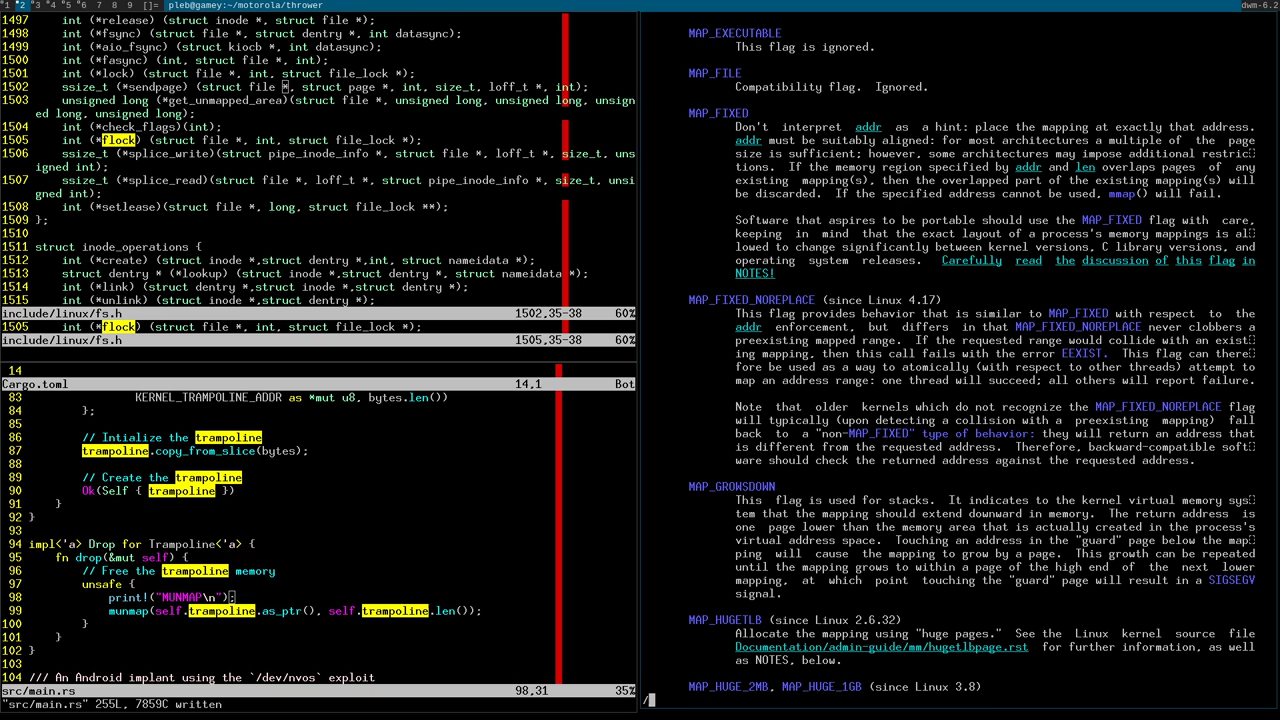 1 2 3 4 5 6 7 8 9 []= pleb@gamey:~/motorola/thrower dwm-6.2
1497 int (*release) (struct inode *, struct file *);
1498 int (*fsync) (struct file *, struct dentry *, int datasync);
1499 int (*aio_fsync) (struct kiocb *, int datasync);
1500 int (*fasync) (int, struct file *, int);
1501 int (*lock) (struct file *, int, struct file_lock *);
1502 ssize_t (*sendpage) (struct file *, struct page *, int, size_t, loff_t *, int);
1503 unsigned long (*get_unmapped_area)(struct file *, unsigned long, unsigned long, unsign
ed long, unsigned long);
1504 int (*check_flags)(int);
1505 int (*flock) (struct file *, int, struct file_lock *);
1506 ssize_t (*splice_write)(struct pipe_inode_info *, struct file *, loff_t *, size_t, uns
igned int);
1507 ssize_t (*splice_read)(struct file *, loff_t *, struct pipe_inode_info *, size_t, unsi
gned int);
1508 int (*setlease)(struct file *, long, struct file_lock **);
1509 };
1510
1511 struct inode_operations {
1512 int (*create) (struct inode *,struct dentry *,int, struct nameidata *);
1513 struct dentry * (*lookup) (struct inode *,struct dentry *, struct nameidata *);
1514 int (*link) (struct dentry *,struct inode *,struct dentry *);
1515 int (*unlink) (struct inode *,struct dentry *);
include/linux/fs.h 1502,35-38 60%
1505 int (*flock) (struct file *, int, struct file_lock *);
include/linux/fs.h 1505,35-38 60%
14
Cargo.toml 14,1 Bot
83 KERNEL_TRAMPOLINE_ADDR as *mut u8, bytes.len())
84 };
85
86 // Intialize the trampoline
87 trampoline.copy_from_slice(bytes);
88
89 // Create the trampoline
90 Ok(Self { trampoline })
91 }
92 }
93
94 impl<'a> Drop for Trampoline<'a> {
95 fn drop(&mut self) {
96 // Free the trampoline memory
97 unsafe {
98 print!("MUNMAP\n");
99 munmap(self.trampoline.as_ptr(), self.trampoline.len());
100 }
101 }
102 }
103
104 /// An Android implant using the `/dev/nvos` exploit
src/main.rs 98,31 35%
"src/main.rs" 255L, 7859C written
MAP_EXECUTABLE
This flag is ignored.
MAP_FILE
Compatibility flag. Ignored.
MAP_FIXED
Don't interpret addr as a hint: place the mapping at exactly that address.
addr must be suitably aligned: for most architectures a multiple of the page
size is sufficient; however, some architectures may impose additional restric‐
tions. If the memory region specified by addr and len overlaps pages of any
existing mapping(s), then the overlapped part of the existing mapping(s) will
be discarded. If the specified address cannot be used, mmap() will fail.
Software that aspires to be portable should use the MAP_FIXED flag with care,
keeping in mind that the exact layout of a process's memory mappings is al‐
lowed to change significantly between kernel versions, C library versions, and
operating system releases. Carefully read the discussion of this flag in
NOTES!
MAP_FIXED_NOREPLACE (since Linux 4.17)
This flag provides behavior that is similar to MAP_FIXED with respect to the
addr enforcement, but differs in that MAP_FIXED_NOREPLACE never clobbers a
preexisting mapped range. If the requested range would collide with an exist‐
ing mapping, then this call fails with the error EEXIST. This flag can there‐
fore be used as a way to atomically (with respect to other threads) attempt to
map an address range: one thread will succeed; all others will report failure.
Note that older kernels which do not recognize the MAP_FIXED_NOREPLACE flag
will typically (upon detecting a collision with a preexisting mapping) fall
back to a "non-MAP_FIXED" type of behavior: they will return an address that
is different from the requested address. Therefore, backward-compatible soft‐
ware should check the returned address against the requested address.
MAP_GROWSDOWN
This flag is used for stacks. It indicates to the kernel virtual memory sys‐
tem that the mapping should extend downward in memory. The return address is
one page lower than the memory area that is actually created in the process's
virtual address space. Touching an address in the "guard" page below the map‐
ping will cause the mapping to grow by a page. This growth can be repeated
until the mapping grows to within a page of the high end of the next lower
mapping, at which point touching the "guard" page will result in a SIGSEGV
signal.
MAP_HUGETLB (since Linux 2.6.32)
Allocate the mapping using "huge pages." See the Linux kernel source file
Documentation/admin-guide/mm/hugetlbpage.rst for further information, as well
as NOTES, below.
MAP_HUGE_2MB, MAP_HUGE_1GB (since Linux 3.8)
/